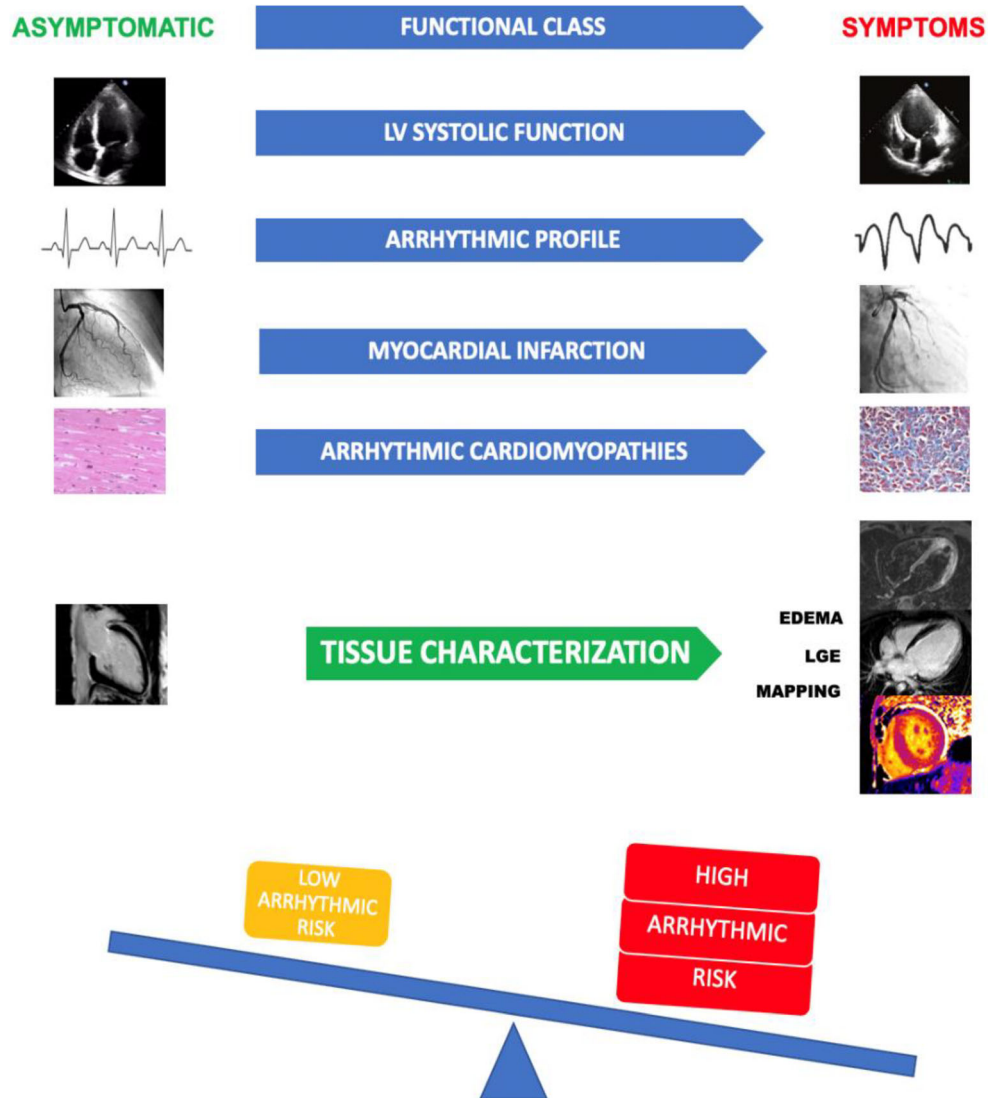 ASYMPTOMATIC
FUNCTIONAL CLASS
SYMPTOMS
LV SYSTOLIC FUNCTION
ARRHYTHMIC PROFILE
MYOCARDIAL INFARCTION
ARRHYTHMIC CARDIOMYOPATHIES
EDEMA
TISSUE CHARACTERIZATION
LGE
MAPPING
LOW
ARRHYTHMIC
RISK
HIGH
ARRHYTHMIC
RISK